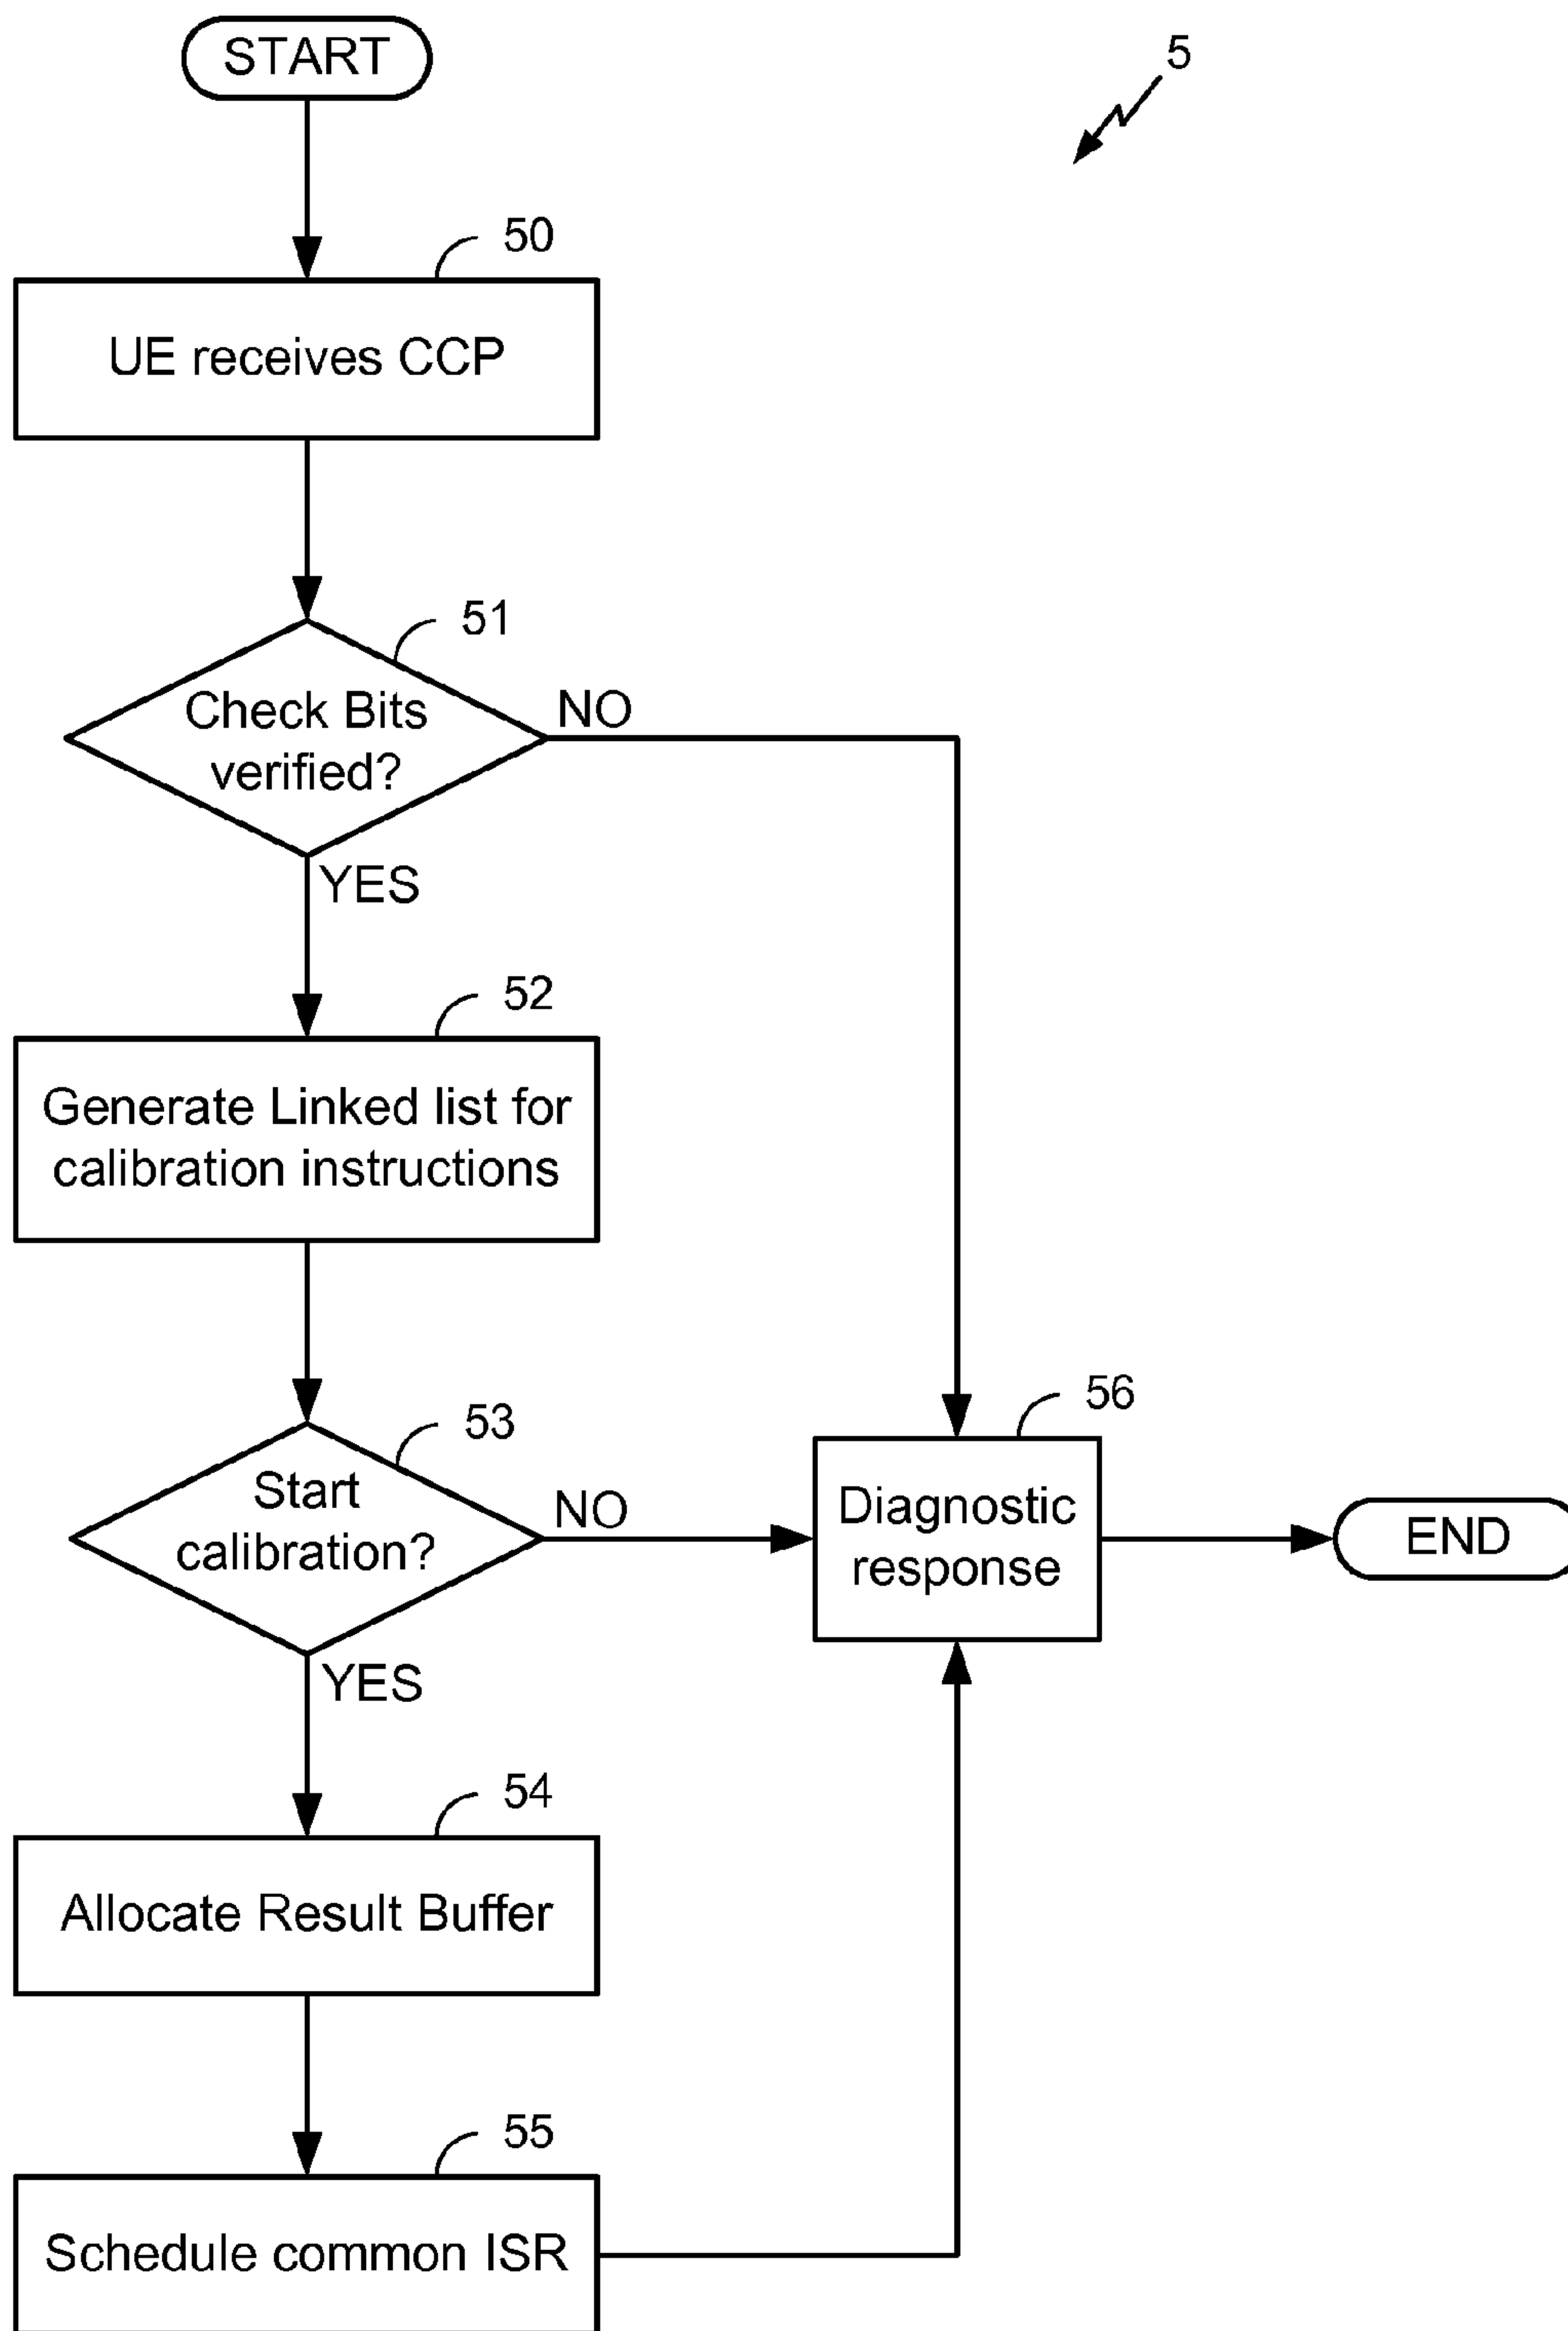 START
5
50
UE receives CCP
51
Check Bits
verified?
NO
YES
52
Generate Linked list for
calibration instructions
53
Start
calibration?
NO
YES
56
Diagnostic
response
END
54
Allocate Result Buffer
55
Schedule common ISR